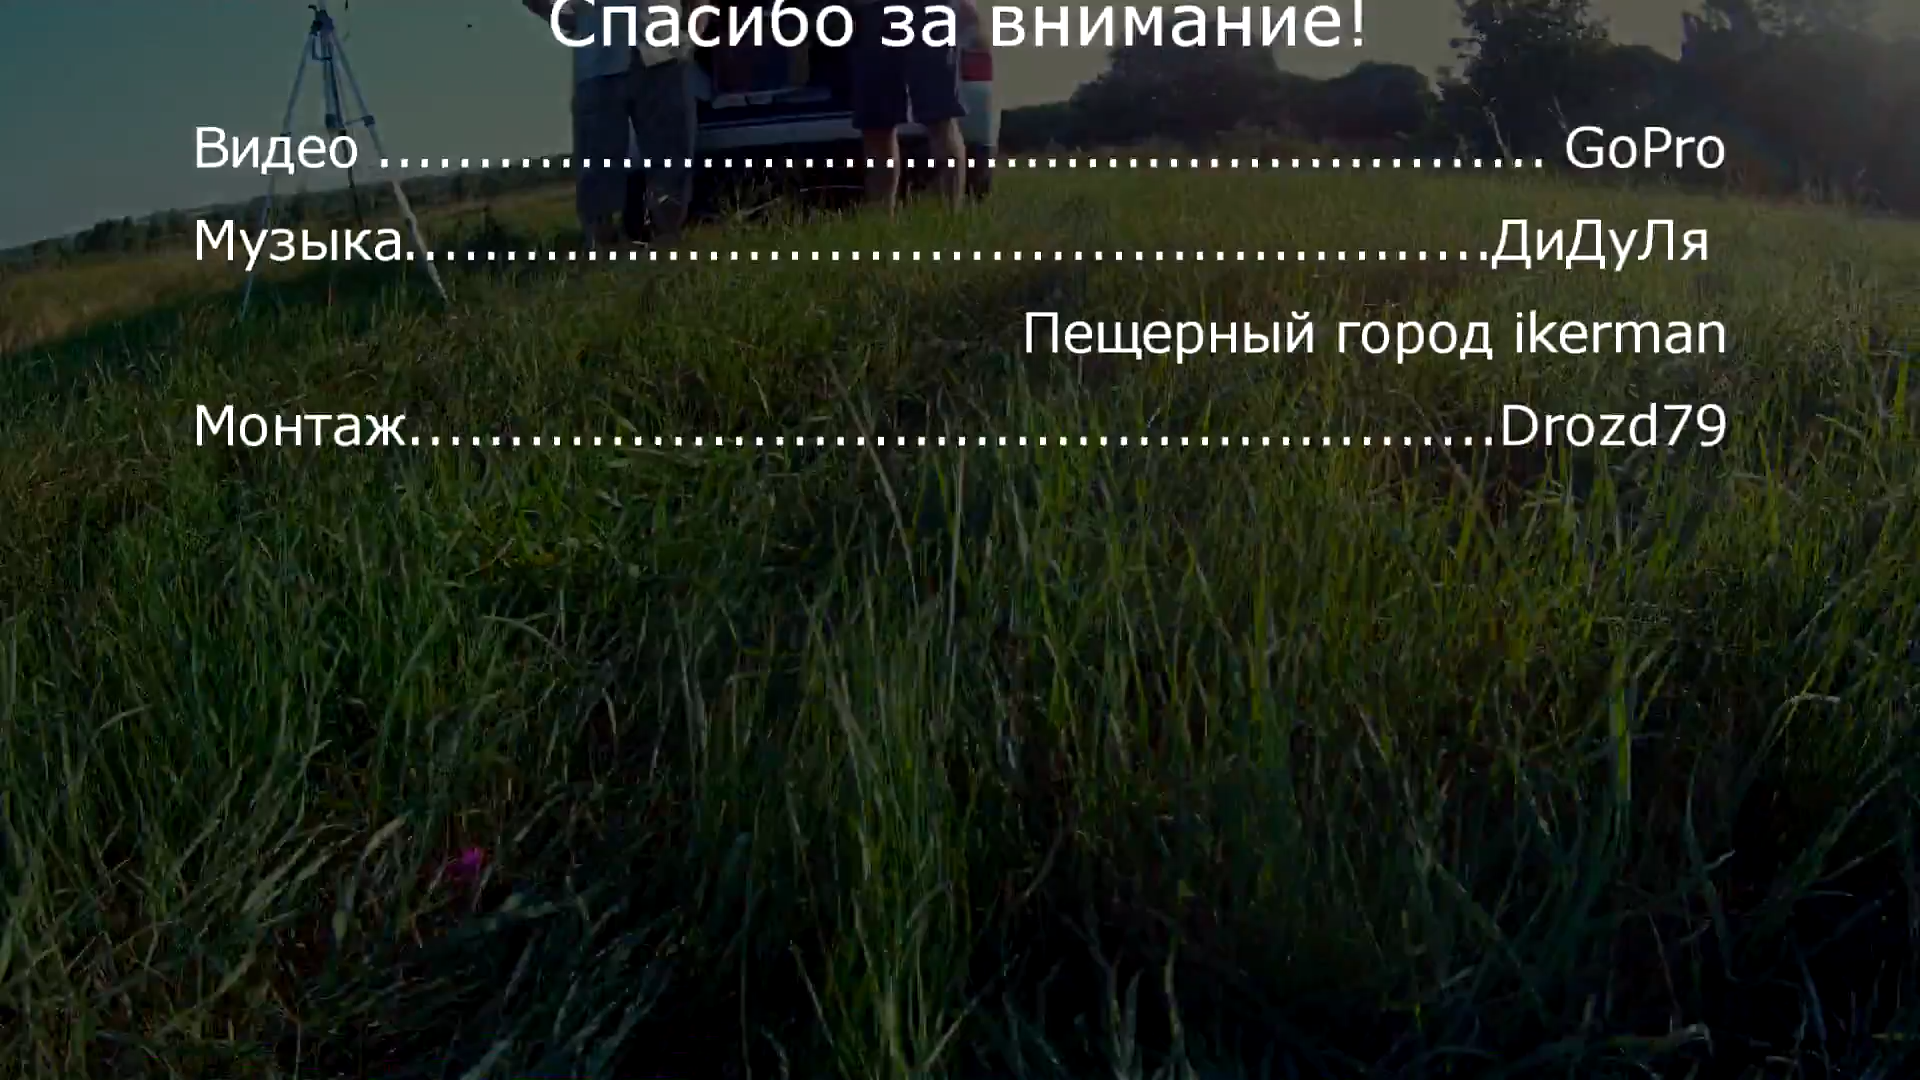 Спасибо за внимание!
Видео ......................................................... GoPro
Музыка.....................................................ДиДуЛя
Пещерный город ikerman
Монтаж.....................................................Drozd79